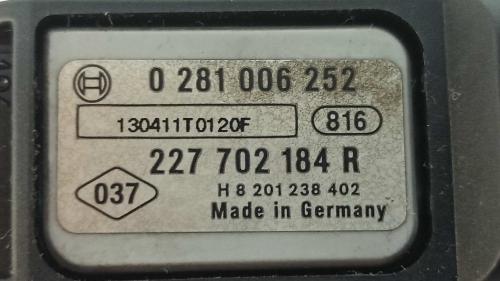 0 281 006 252
130411T0120F 816
227 702 184 R
037 H 8 201 238 402
Made in Germany